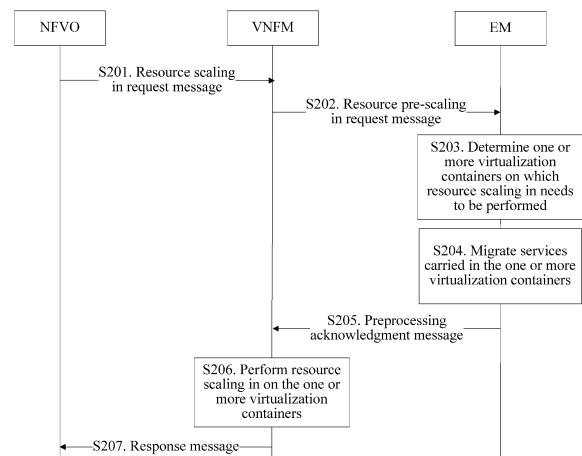 NFVO
VNFM
EM
S201. Resource scaling
in request message
S202. Resource pre-scaling
in request message
S203. Determine one or
more virtualization
containers on which
resource scaling in needs
to be performed
S204. Migrate services
carried in the one or more
virtualization containers
S205. Preprocessing
acknowledgment message
S206. Perform resource
scaling in on the one or
more virtualization
containers
S207. Response message